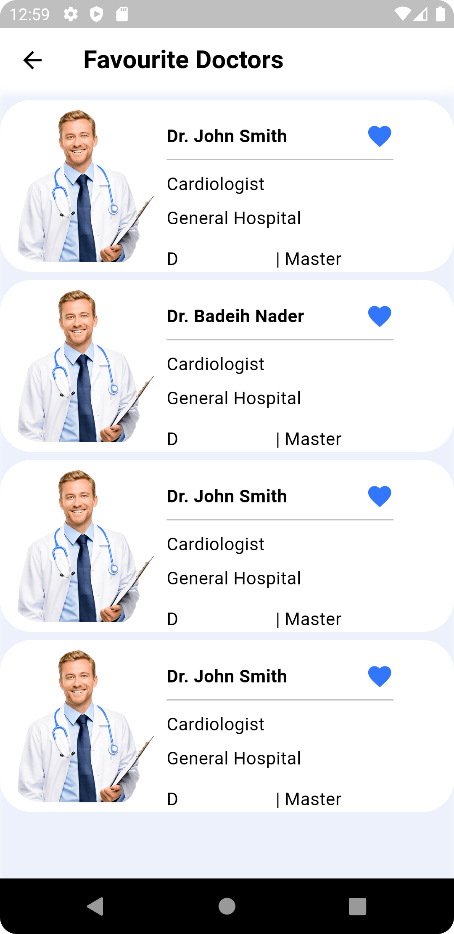 12:59
Favourite Doctors
Dr. John Smith
Cardiologist
General Hospital
D | Master
Dr. Badeih Nader
Cardiologist
General Hospital
D | Master
Dr. John Smith
Cardiologist
General Hospital
D | Master
Dr. John Smith
Cardiologist
General Hospital
D | Master